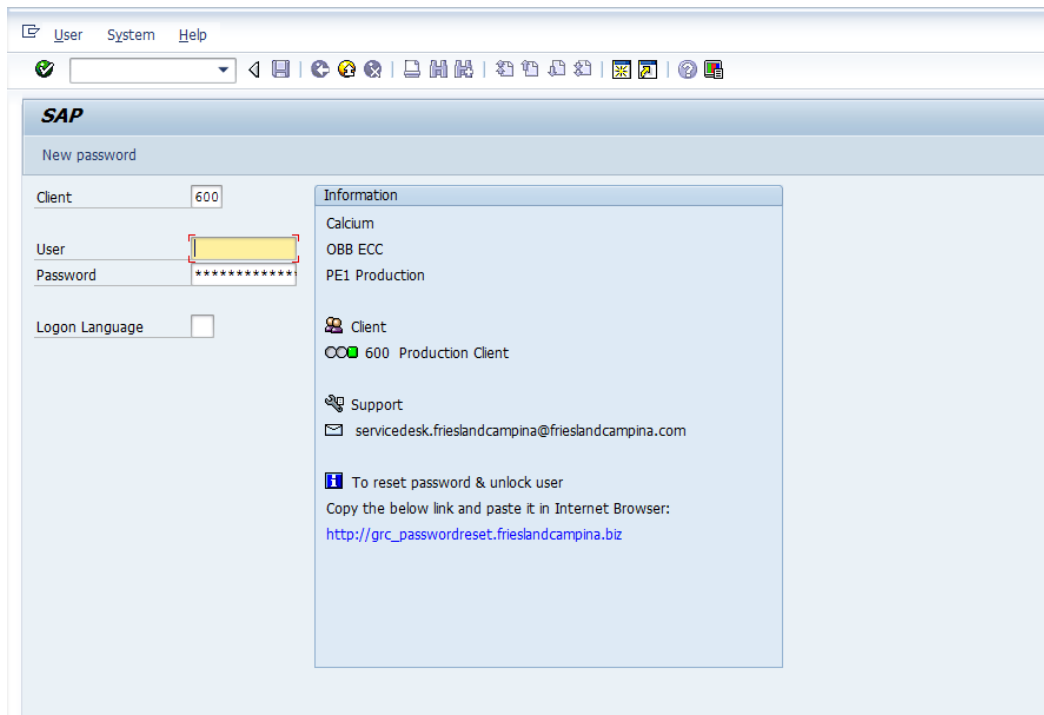 User System Help
SAP
New password
Client 600
User
Password *************
Logon Language
Information
Calcium
OBB ECC
PE1 Production
Client
600 Production Client
Support
servicedesk.frieslandcampina@frieslandcampina.com
To reset password & unlock user
Copy the below link and paste it in Internet Browser:
http://grc_passwordreset.frieslandcampina.biz